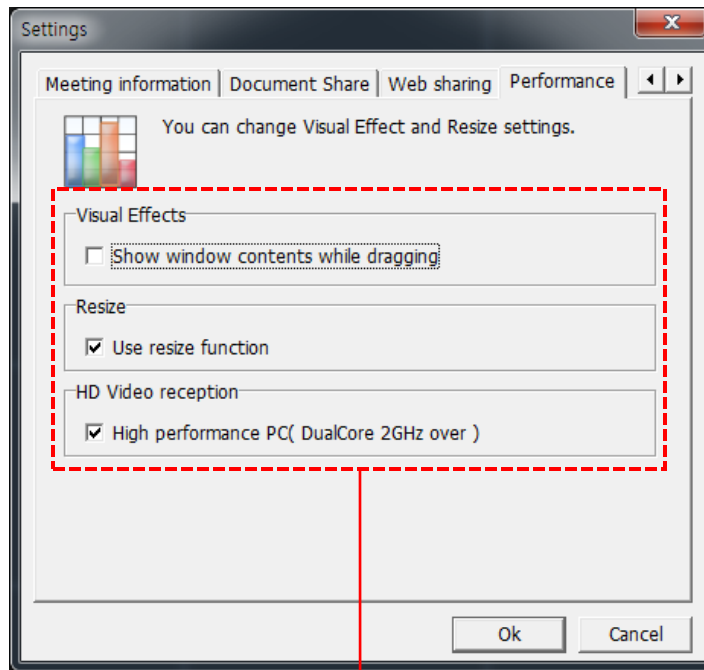 Settings
Meeting information Document Share Web sharing Performance
You can change Visual Effect and Resize settings.
Visual Effects
Show window contents while dragging
Resize
Use resize function
HD Video reception
High performance PC( DualCore 2GHz over )
Ok Cancel